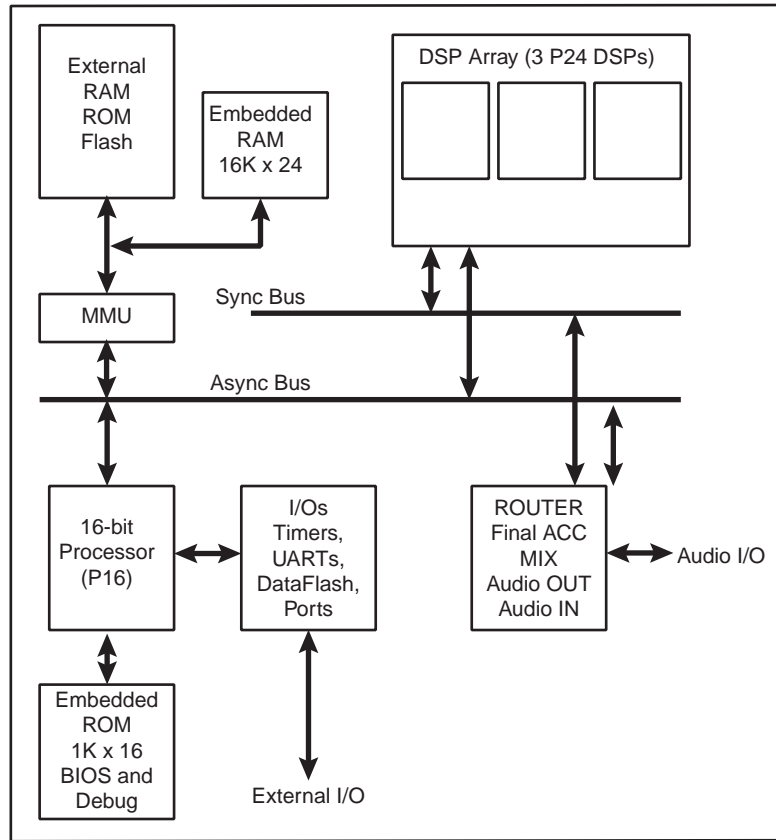 External
RAM
ROM
Flash
Embedded
RAM
16K x 24
DSP Array (3 P24 DSPs)
MMU
Sync Bus
Async Bus
16-bit
Processor
(P16)
I/Os
Timers,
UARTs,
DataFlash,
Ports
ROUTER
Final ACC
MIX
Audio OUT
Audio IN
Audio I/O
Embedded
ROM
1K x 16
BIOS and
Debug
External I/O